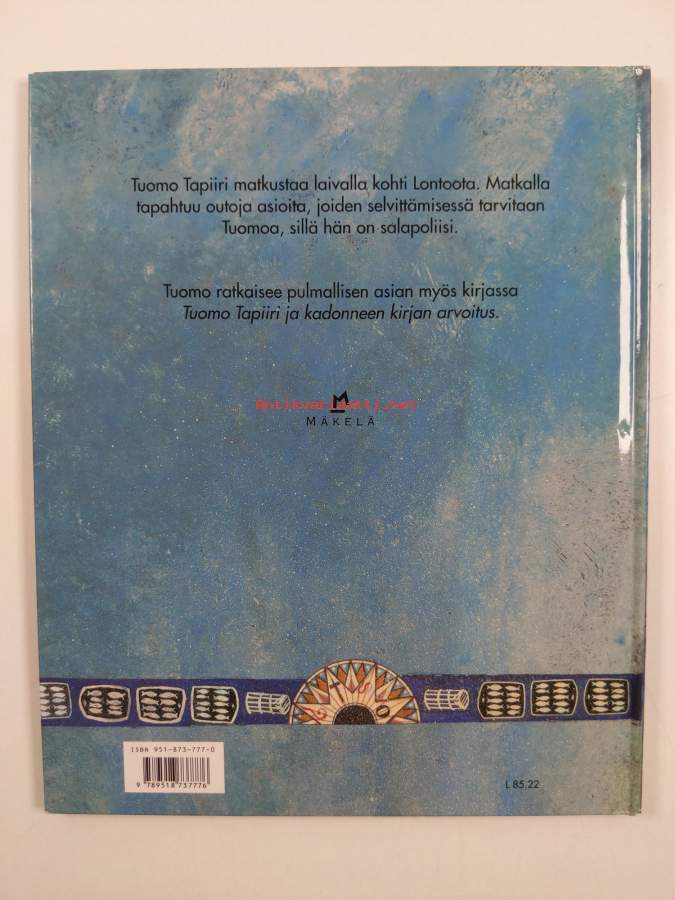 Tuomo Tapiiri matkustaa laivalla kohti Lontoota. Matkalla
tapahtuu outoja asioita, joiden selvittämisessä tarvitaan
Tuomoa, sillä hän on salapoliisi.
Tuomo ratkaisee pulmallisen asian myös kirjassa
Tuomo Tapiiri ja kadonneen kirjan arvoitus.
Antikvariaatti.net
MÄKELÄ
ISBN 951-873-777-0
9 789518 737776
L 85.22